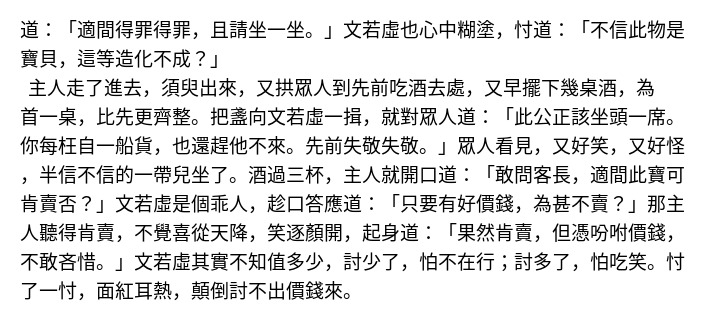 道：「適間得罪得罪，且請坐一坐。」文若虛也心中糊塗，忖道：「不信此物是
寶貝，這等造化不成？」
主人走了進去，須臾出來，又拱眾人到先前吃酒去處，又早擺下幾桌酒，為
首一桌，比先更齊整。把盞向文若虛一揖，就對眾人道：「此公正該坐頭一席。
你每枉自一船貨，也還趕他不來。先前失敬失敬。」眾人看見，又好笑，又好怪
，半信不信的一帶兒坐了。酒過三杯，主人就開口道：「敢問客長，適間此寶可
肯賣否？」文若虛是個乖人，趁口答應道：「只要有好價錢，為甚不賣？」那主
人聽得肯賣，不覺喜從天降，笑逐顏開，起身道：「果然肯賣，但憑吩咐價錢，
不敢吝惜。」文若虛其實不知值多少，討少了，怕不在行；討多了，怕吃笑。忖
了一忖，面紅耳熱，顛倒討不出價錢來。